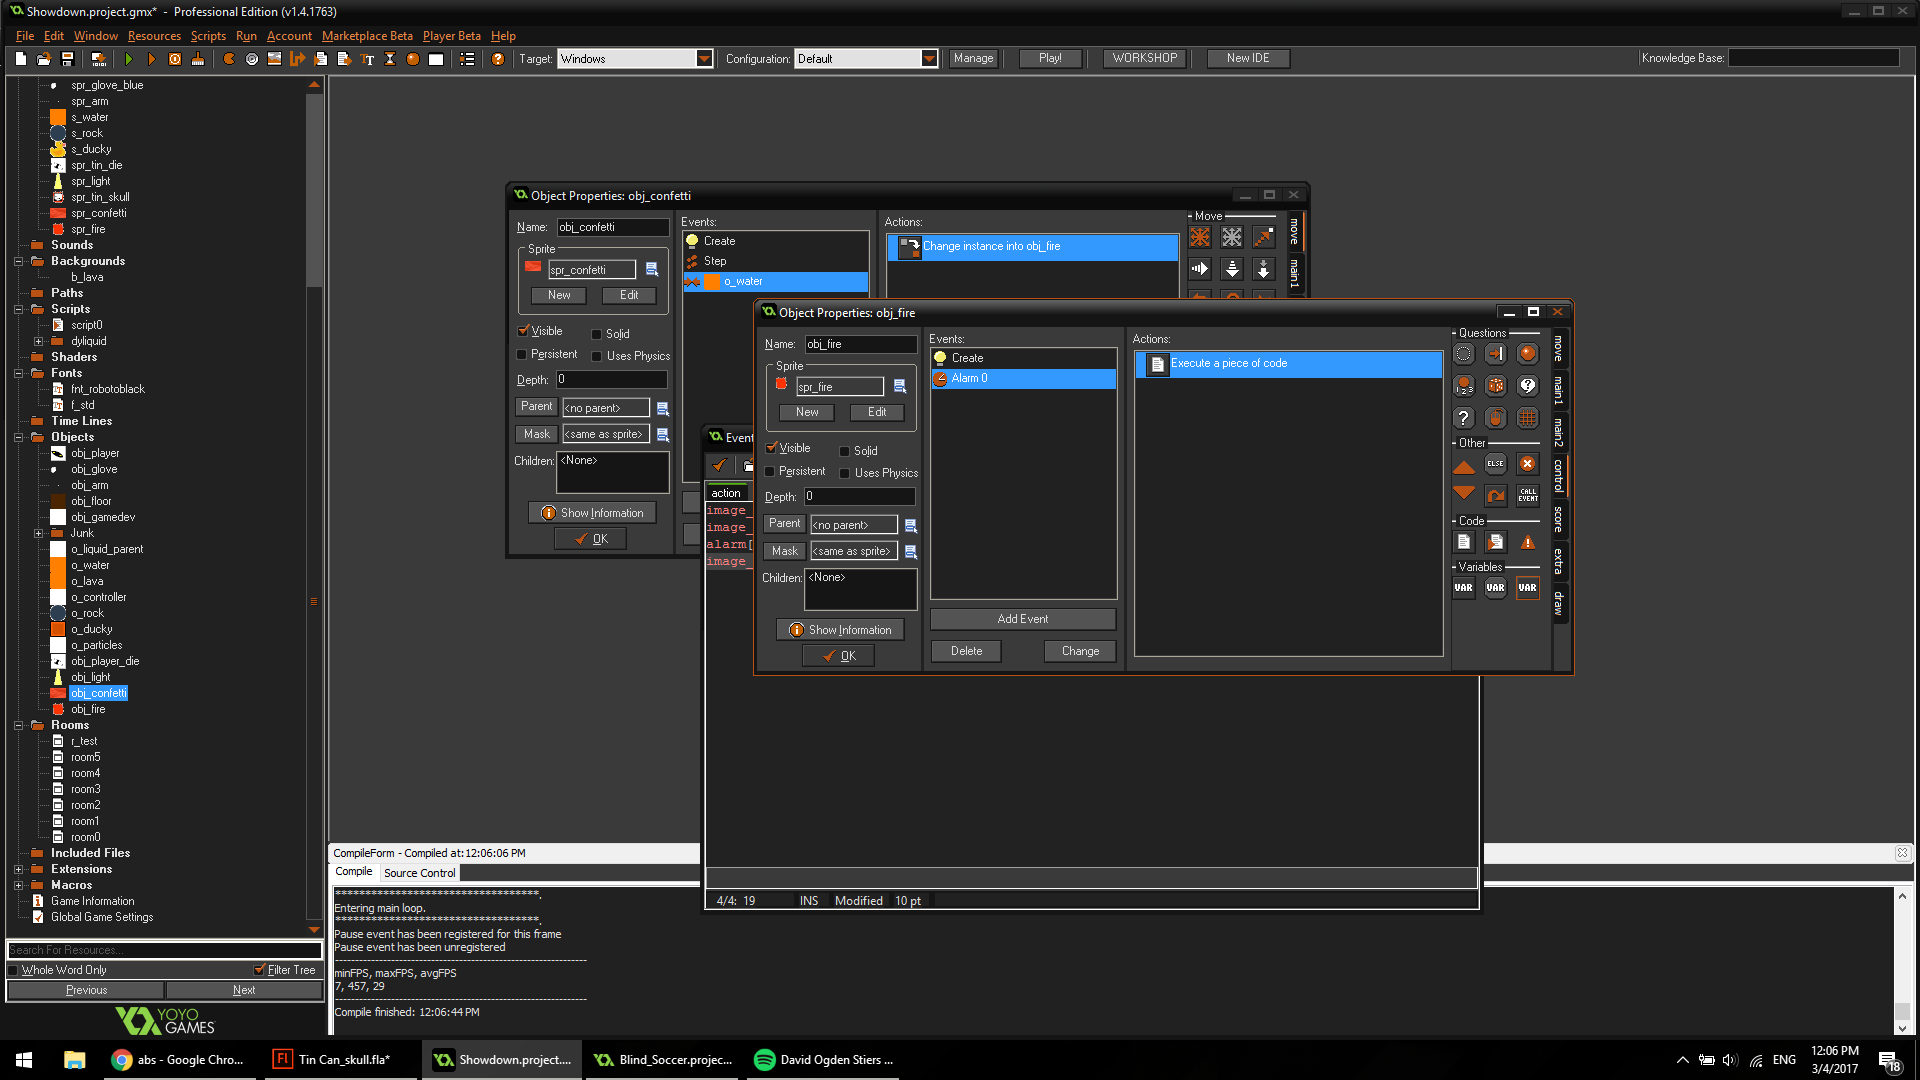 Showdown.project.gmx* - Professional Edition (v1.4.1763)
File Edit Window Resources Scripts Run Account Marketplace Beta Player Beta Help
Target: Windows Configuration: Default Manage Play! WORKSHOP New IDE Knowledge Base:
spr_glove_blue
spr_arm
s_water
s_rock
s_ducky
spr_tin_die
spr_light
spr_tin_skull
spr_confetti
spr_fire
Sounds
Backgrounds
b_lava
Paths
Scripts
script0
dyliquid
Shaders
Fonts
fnt_robotoblack
f_std
Time Lines
Objects
obj_player
obj_glove
obj_arm
obj_floor
obj_gamedev
Junk
o_liquid_parent
o_water
o_lava
o_controller
o_rock
o_ducky
o_particles
obj_player_die
obj_light
obj_confetti
obj_fire
Rooms
r_test
room5
room4
room3
room2
room1
room0
Included Files
Extensions
Macros
Game Information
Global Game Settings
Search For Resources...
Whole Word Only Filter Tree
Previous Next
YOYO
GAMES
Object Properties: obj_confetti
Name: obj_confetti
Sprite
spr_confetti
New Edit
Visible Solid
Persistent Uses Physics
Depth: 0
Parent <no parent>
Mask <same as sprite>
Children: <None>
Show Information
OK
Events:
Create
Step
o_water
Actions:
Change instance into obj_fire
Move
move
main1
Even
action
image_
image_
alarm[
image_
4/4: 19 INS Modified 10 pt
Object Properties: obj_fire
Name: obj_fire
Sprite
spr_fire
New Edit
Visible Solid
Persistent Uses Physics
Depth: 0
Parent <no parent>
Mask <same as sprite>
Children: <None>
Show Information
OK
Events:
Create
Alarm 0
Add Event
Delete Change
Actions:
Execute a piece of code
Questions
Other
ELSE
CALL EVENT
Code
Variables
VAR VAR VAR
move
main1
main2
control
score
extra
draw
CompileForm - Compiled at: 12:06:06 PM
Compile Source Control
***********************************.
Entering main loop.
***********************************.
Pause event has been registered for this frame
Pause event has been unregistered
minFPS, maxFPS, avgFPS
7, 457, 29
Compile finished: 12:06:44 PM
abs - Google Chro...
Tin Can_skull.fla*
Showdown.project....
Blind_Soccer.projec...
David Ogden Stiers ...
ENG
12:06 PM
3/4/2017
18